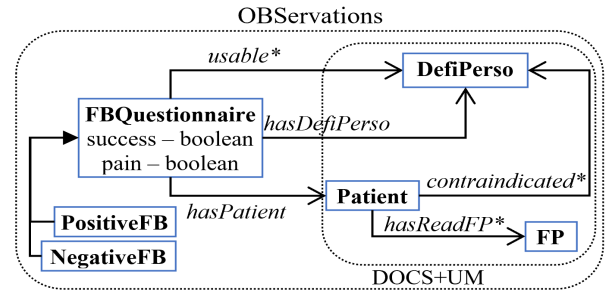 OBServations
usable*
DefiPerso
FBQuestionnaire
success – boolean
pain – boolean
hasDefiPerso
hasPatient
Patient
contraindicated*
hasReadFP*
FP
PositiveFB
NegativeFB
DOCS+UM